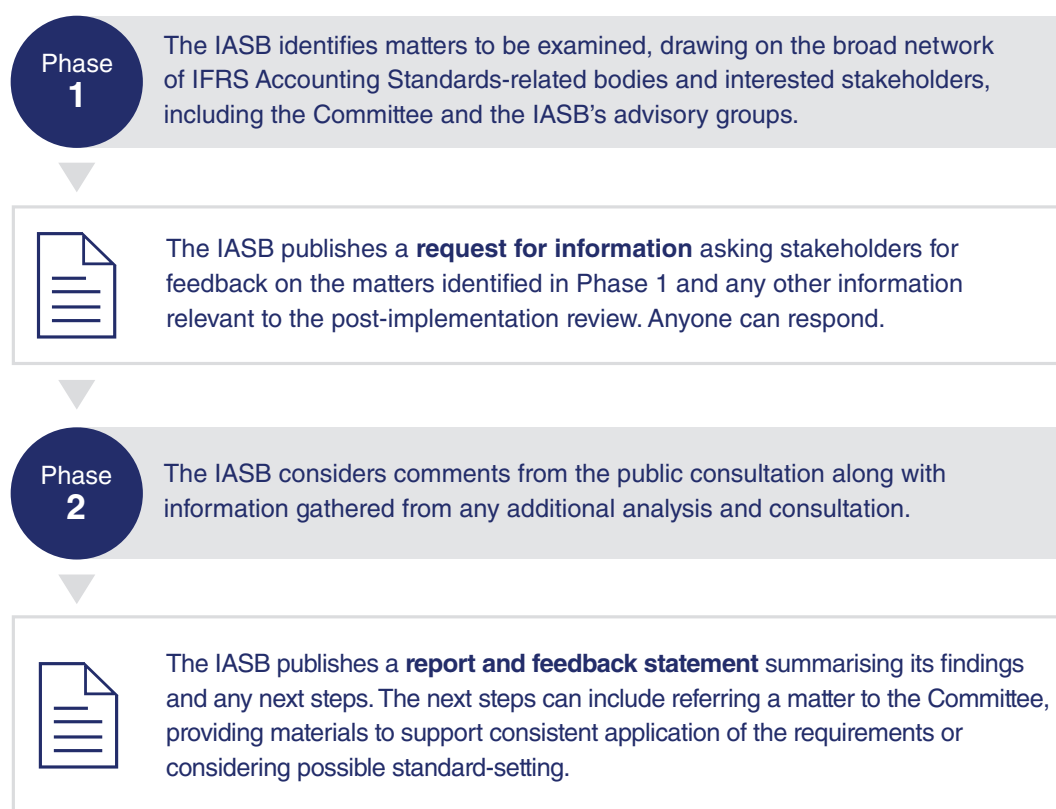 Phase
1
The IASB identifies matters to be examined, drawing on the broad network
of IFRS Accounting Standards-related bodies and interested stakeholders,
including the Committee and the IASB’s advisory groups.
The IASB publishes a request for information asking stakeholders for
feedback on the matters identified in Phase 1 and any other information
relevant to the post-implementation review. Anyone can respond.
Phase
2
The IASB considers comments from the public consultation along with
information gathered from any additional analysis and consultation.
The IASB publishes a report and feedback statement summarising its findings
and any next steps. The next steps can include referring a matter to the Committee,
providing materials to support consistent application of the requirements or
considering possible standard-setting.